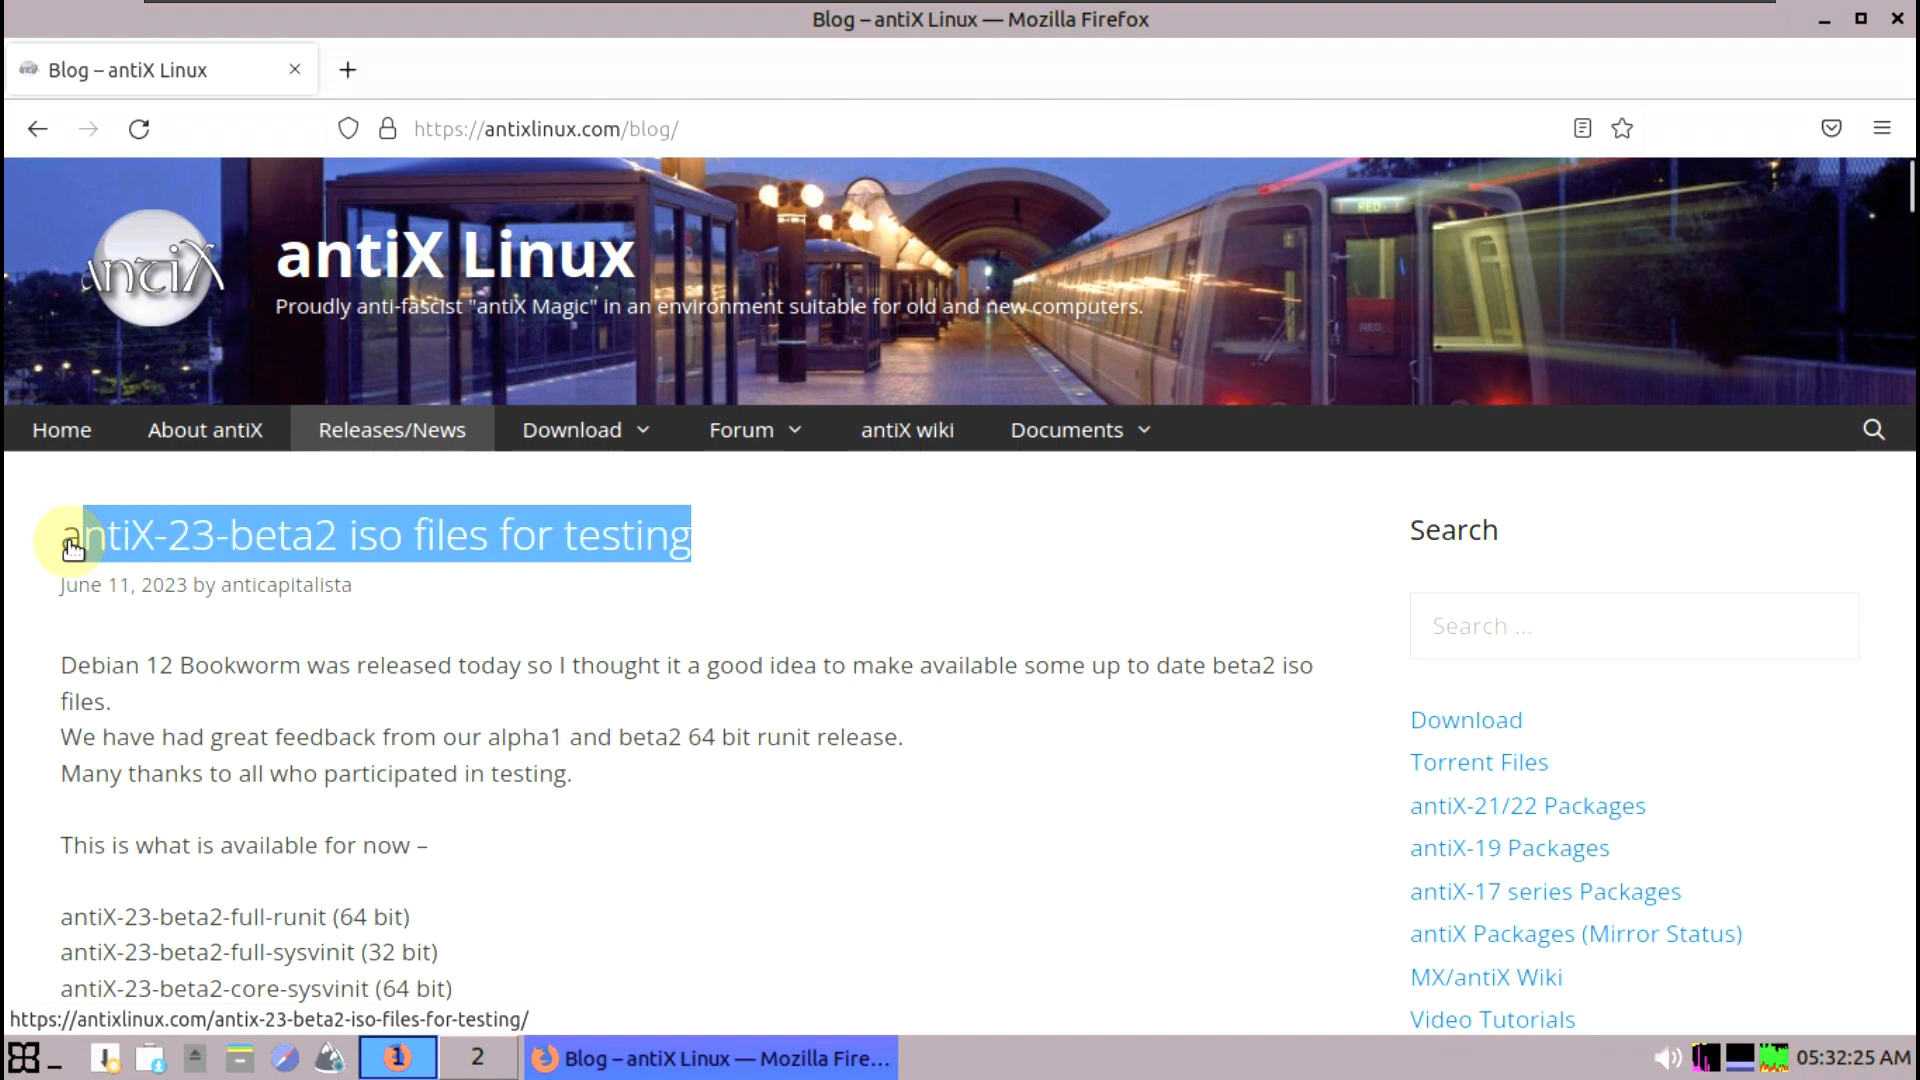 Blog – antiX Linux — Mozilla Firefox
Blog – antiX Linux
https://antixlinux.com/blog/
antiX
antiX Linux
Proudly anti-fascist "antiX Magic" in an environment suitable for old and new computers.
RED
RED
Home About antiX Releases/News Download Forum antiX wiki Documents
antiX-23-beta2 iso files for testing
June 11, 2023 by anticapitalista
Debian 12 Bookworm was released today so I thought it a good idea to make available some up to date beta2 iso
files.
We have had great feedback from our alpha1 and beta2 64 bit runit release.
Many thanks to all who participated in testing.
This is what is available for now –
antiX-23-beta2-full-runit (64 bit)
antiX-23-beta2-full-sysvinit (32 bit)
antiX-23-beta2-core-sysvinit (64 bit)
Search
Search ...
Download
Torrent Files
antiX-21/22 Packages
antiX-19 Packages
antiX-17 series Packages
antiX Packages (Mirror Status)
MX/antiX Wiki
Video Tutorials
https://antixlinux.com/antix-23-beta2-iso-files-for-testing/
1 2 Blog – antiX Linux — Mozilla Fire... 05:32:25 AM